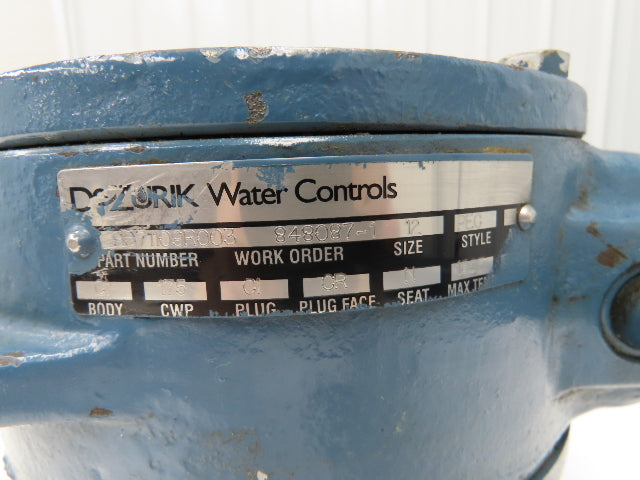 DeZURIK Water Controls
848087-1 12
PART NUMBER WORK ORDER SIZE STYLE
CI 175 CI CR N
BODY CWP PLUG PLUG FACE SEAT MAX